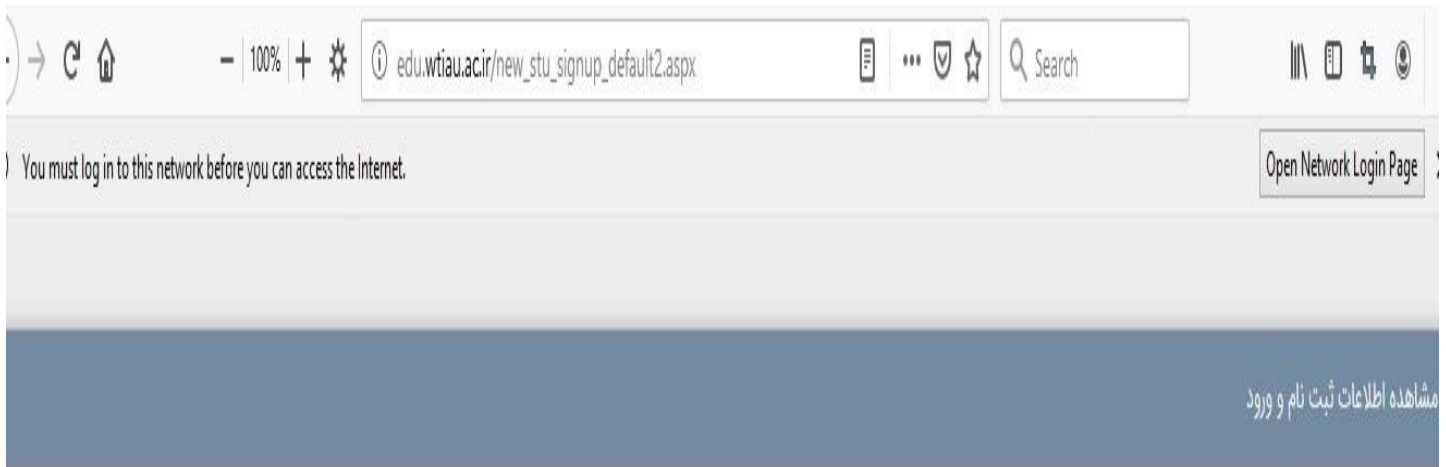 100%
edu.wtiau.ac.ir/new_stu_signup_default2.aspx
Search
You must log in to this network before you can access the Internet.
Open Network Login Page
مشاهده اطلاعات ثبت نام و ورود